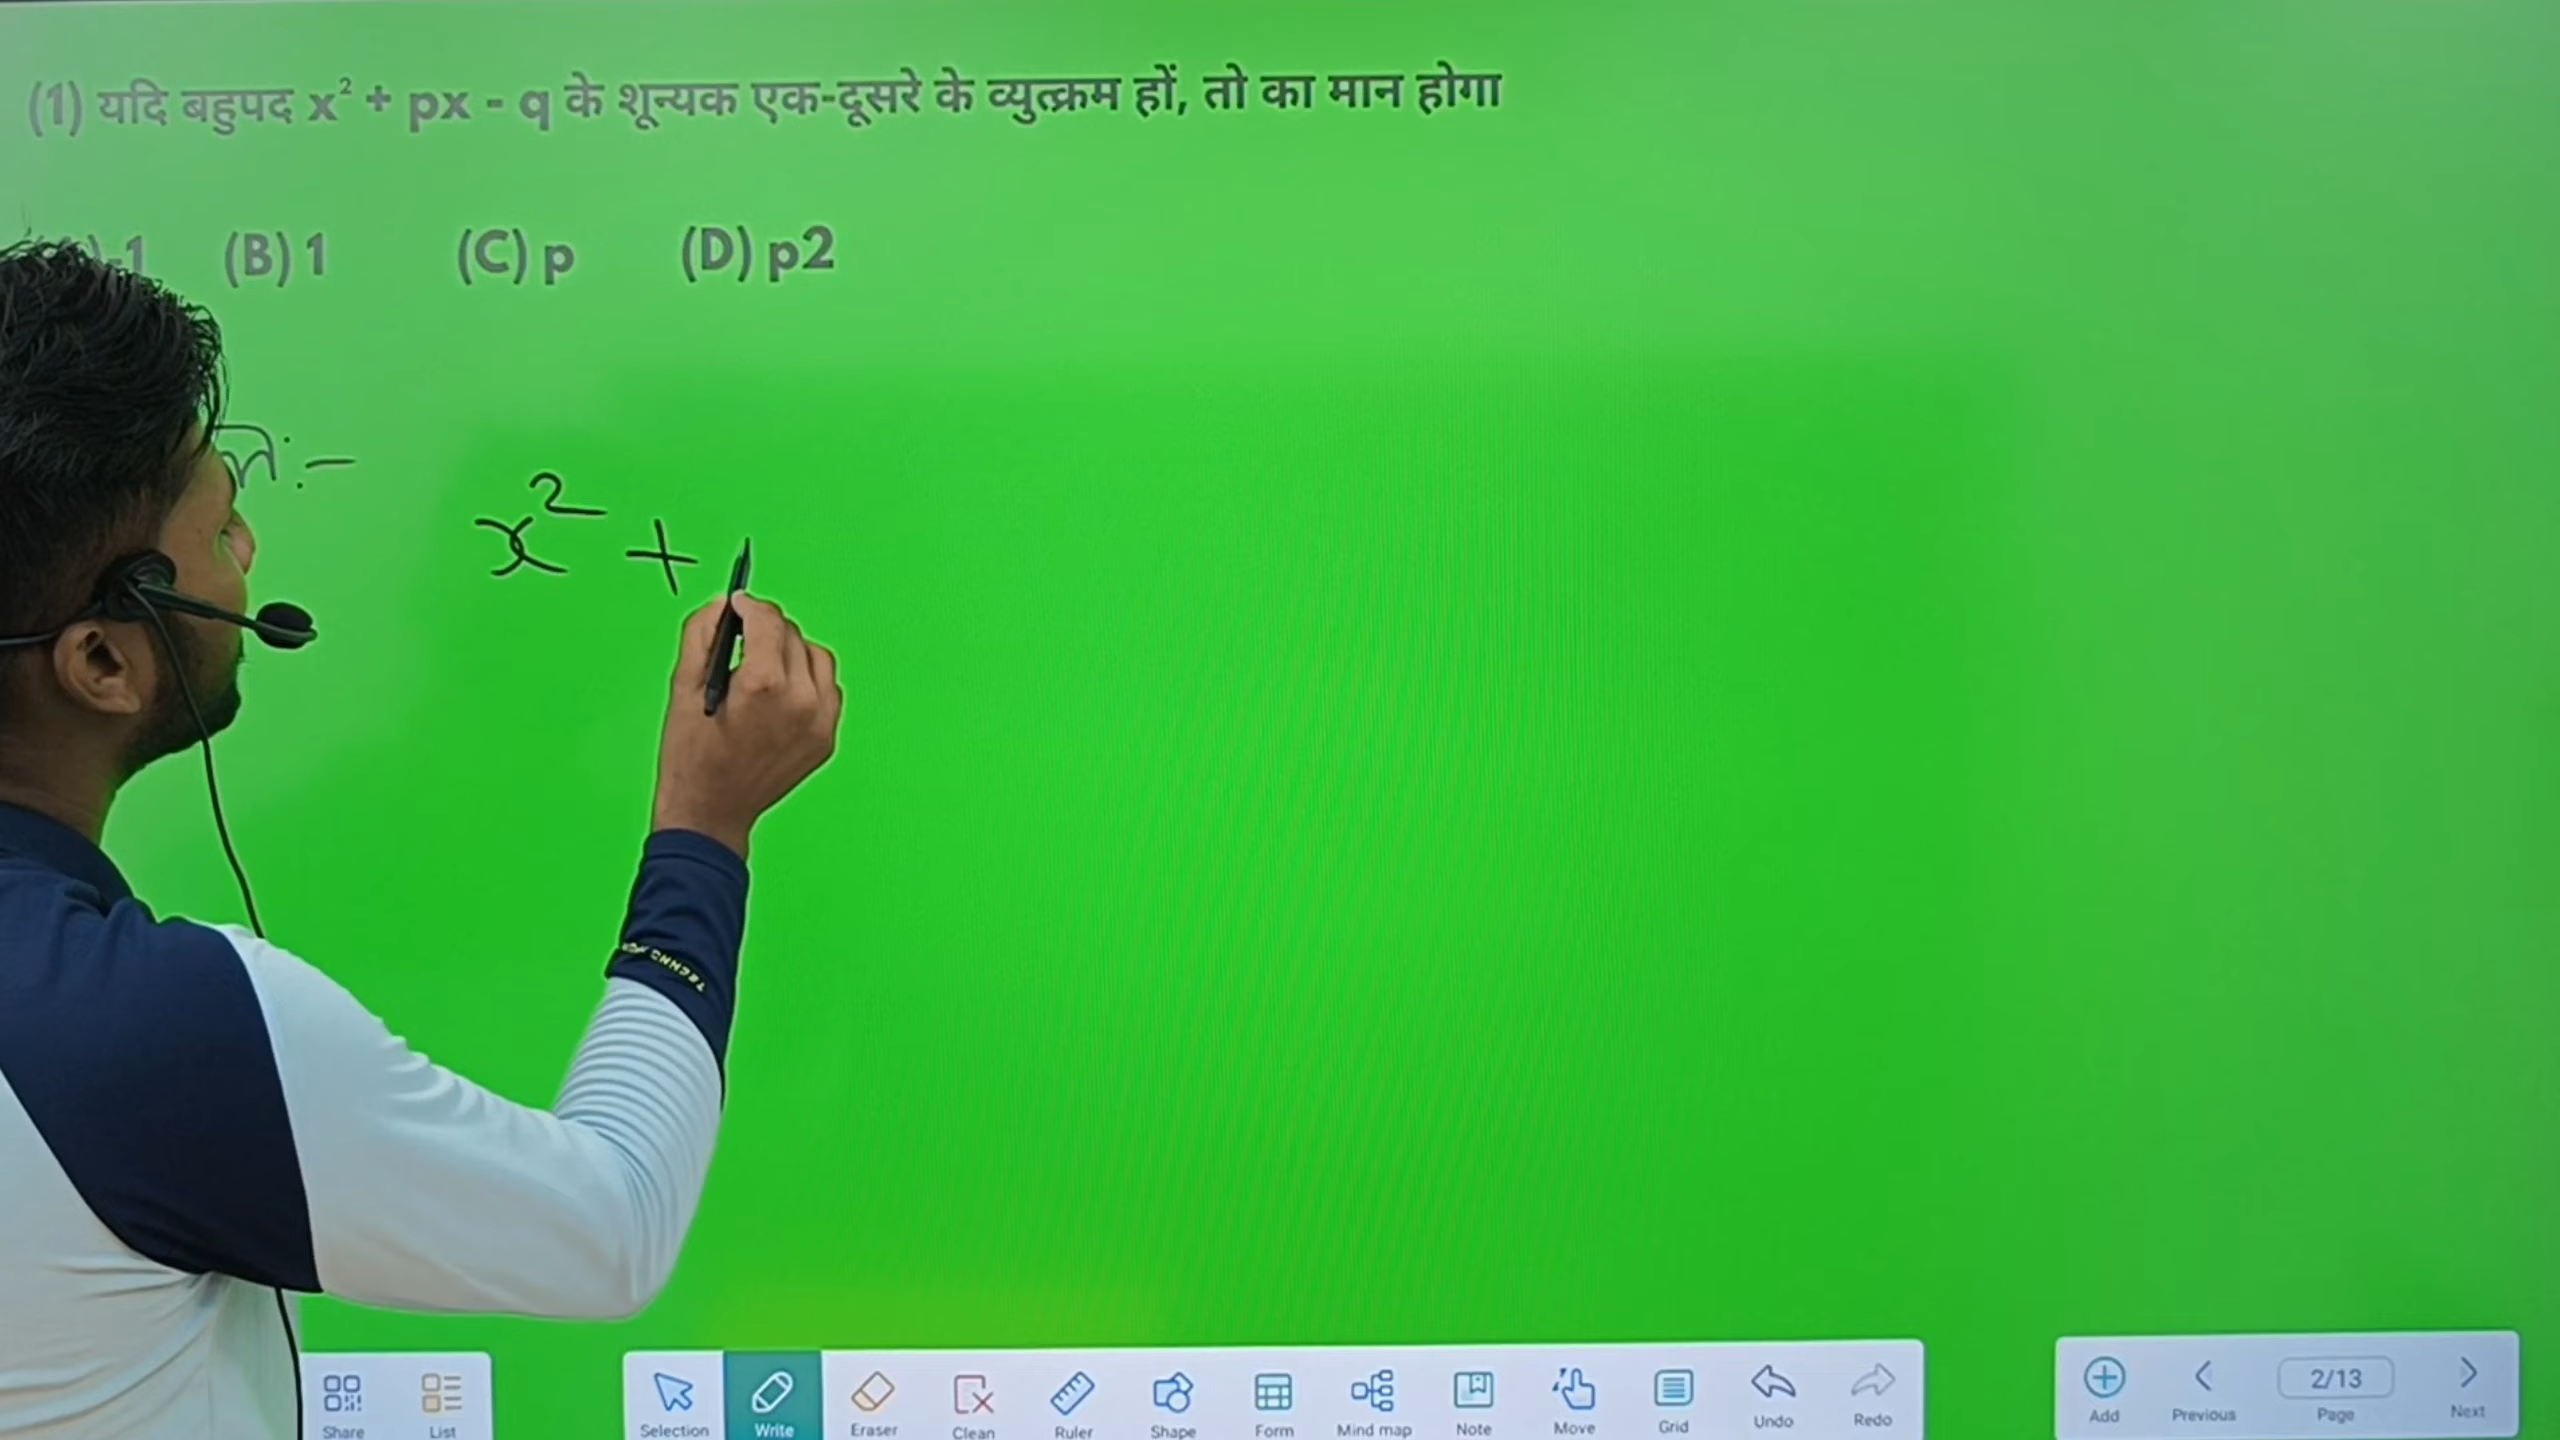 (1) यदि बहुपद x² + px - q के शून्यक एक-दूसरे के व्युत्क्रम हों, तो का मान होगा
-1 (B) 1 (C) p (D) p2
:-
x² +
Share List Selection Write Eraser Clean Ruler Shape Form Mind map Note Move Grid Undo Redo Add Previous 2/13 Page Next